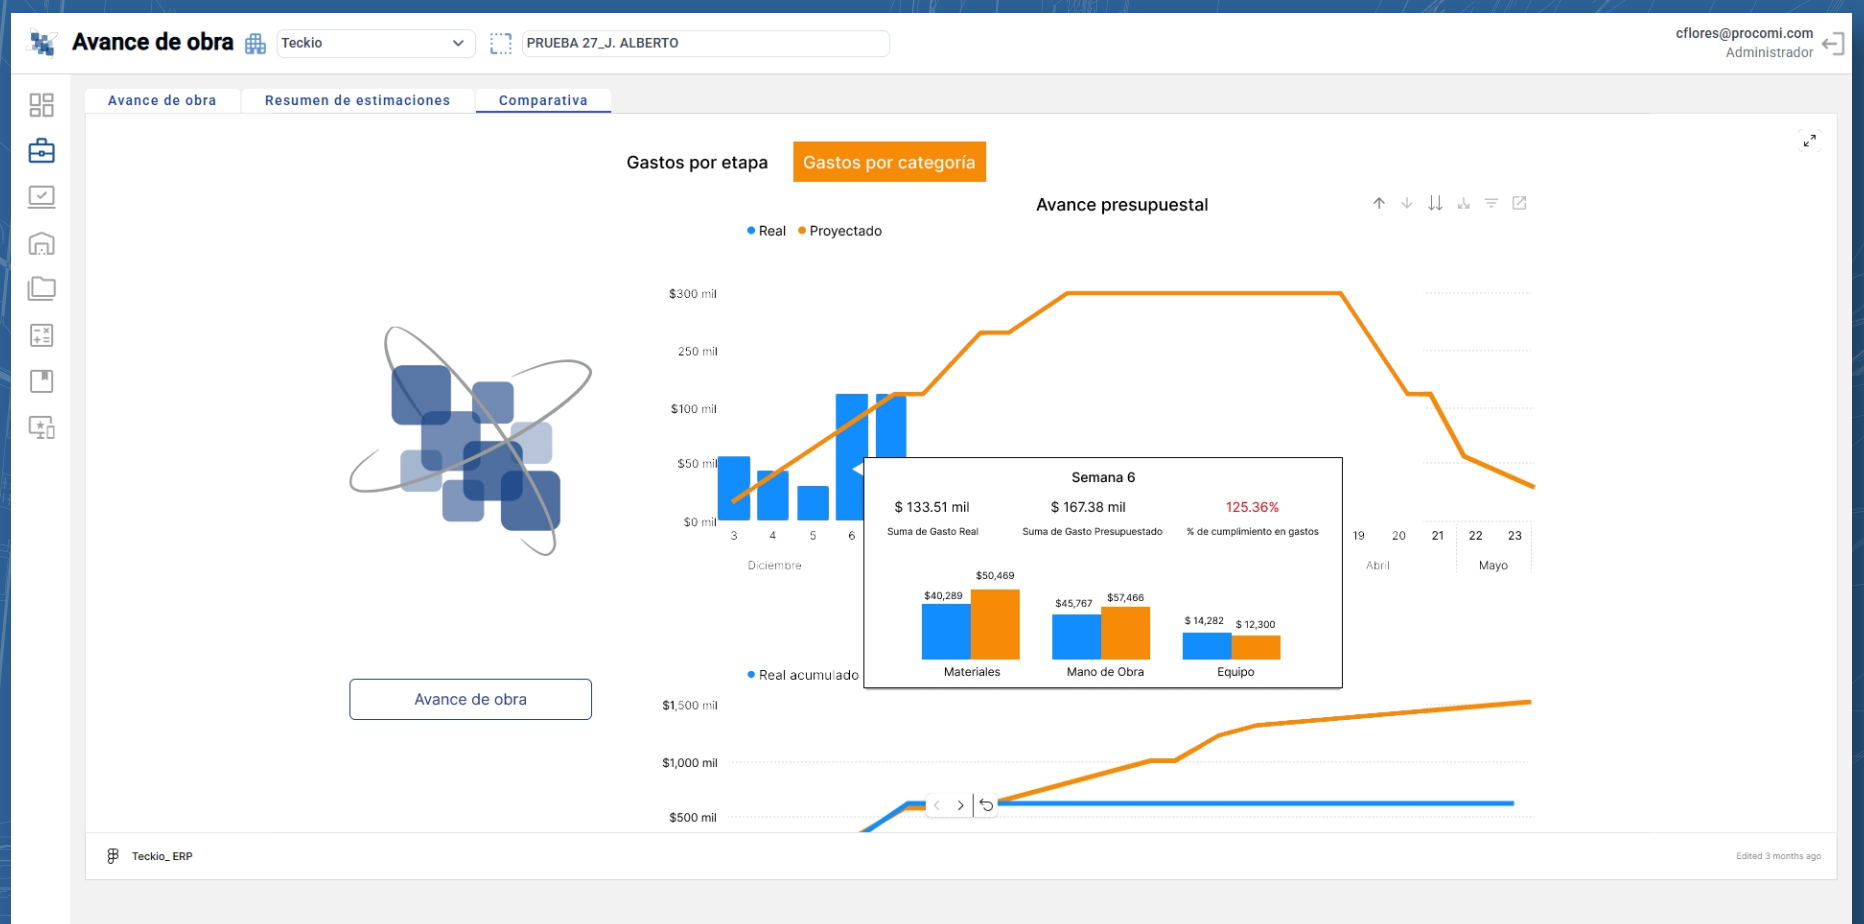 Avance de obra
Teckio
PRUEBA 27_J. ALBERTO
cflores@procomi.com
Administrador
Avance de obra
Resumen de estimaciones
Comparativa
Gastos por etapa
Gastos por categoría
Avance presupuestal
Real
Proyectado
$300 mil
250 mil
$100 mil
$50 mil
$0 mil
3
4
5
6
19
20
21
22
23
Diciembre
Abril
Mayo
Semana 6
$ 133.51 mil
$ 167.38 mil
125.36%
Suma de Gasto Real
Suma de Gasto Presupuestado
% de cumplimiento en gastos
$40,289
$50,469
$45,767
$57,466
$ 14,282
$ 12,300
Materiales
Mano de Obra
Equipo
Real acumulado
Avance de obra
$1,500 mil
$1,000 mil
$500 mil
Teckio_ ERP
Edited 3 months ago